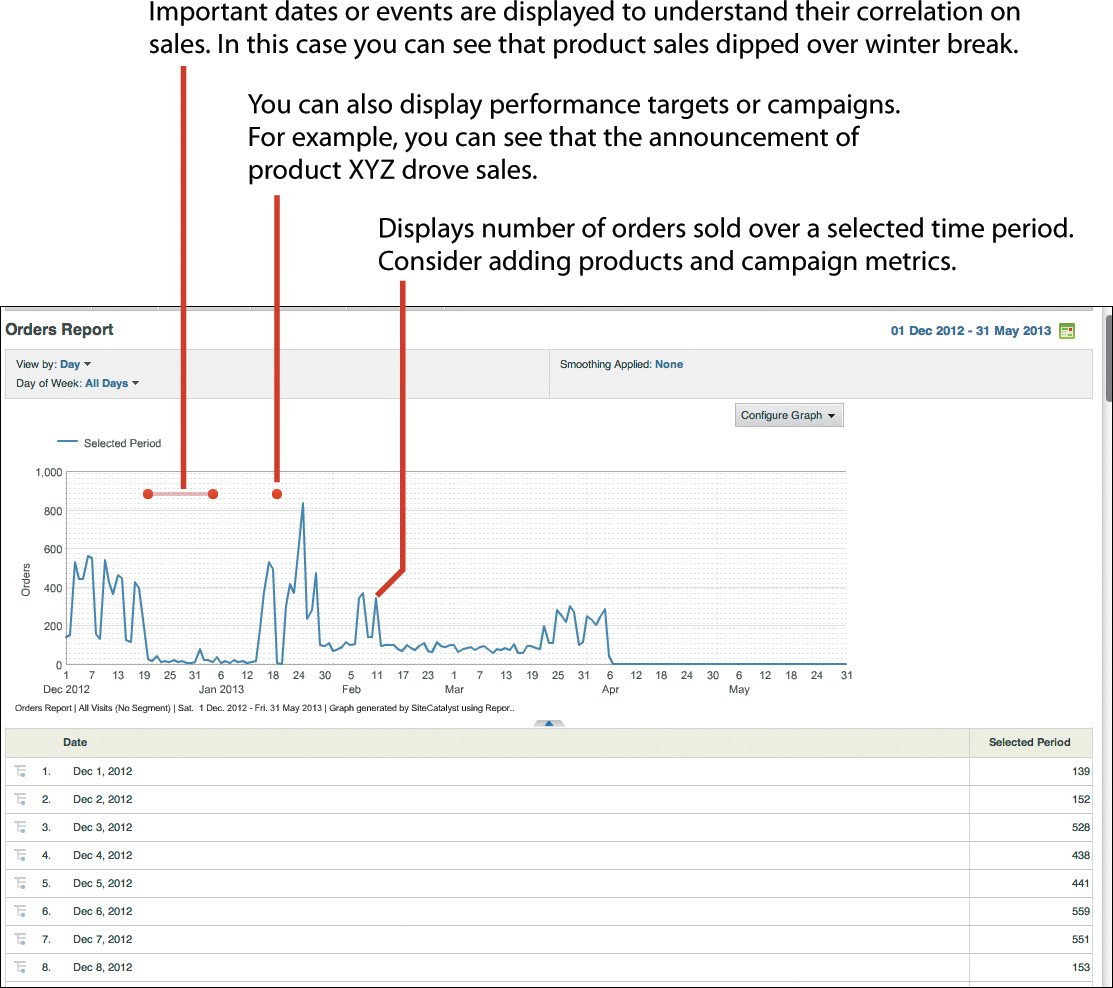 Important dates or events are displayed to understand their correlation on
sales. In this case you can see that product sales dipped over winter break.
You can also display performance targets or campaigns.
For example, you can see that the announcement of
product XYZ drove sales.
Displays number of orders sold over a selected time period.
Consider adding products and campaign metrics.
Orders Report 01 Dec 2012 - 31 May 2013
View by: Day Smoothing Applied: None
Day of Week: All Days
Configure Graph
Selected Period
1,000
800
600
400
200
0
Orders
1 7 13 19 25 31 6 12 18 24 30 5 11 17 23 1 7 13 19 25 31 6 12 18 24 30 6 12 18 24 31
Dec 2012 Jan 2013 Feb Mar Apr May
Orders Report | All Visits (No Segment) | Sat. 1 Dec. 2012 - Fri. 31 May 2013 | Graph generated by SiteCatalyst using Repor..
Date Selected Period
1. Dec 1, 2012 139
2. Dec 2, 2012 152
3. Dec 3, 2012 528
4. Dec 4, 2012 438
5. Dec 5, 2012 441
6. Dec 6, 2012 559
7. Dec 7, 2012 551
8. Dec 8, 2012 153